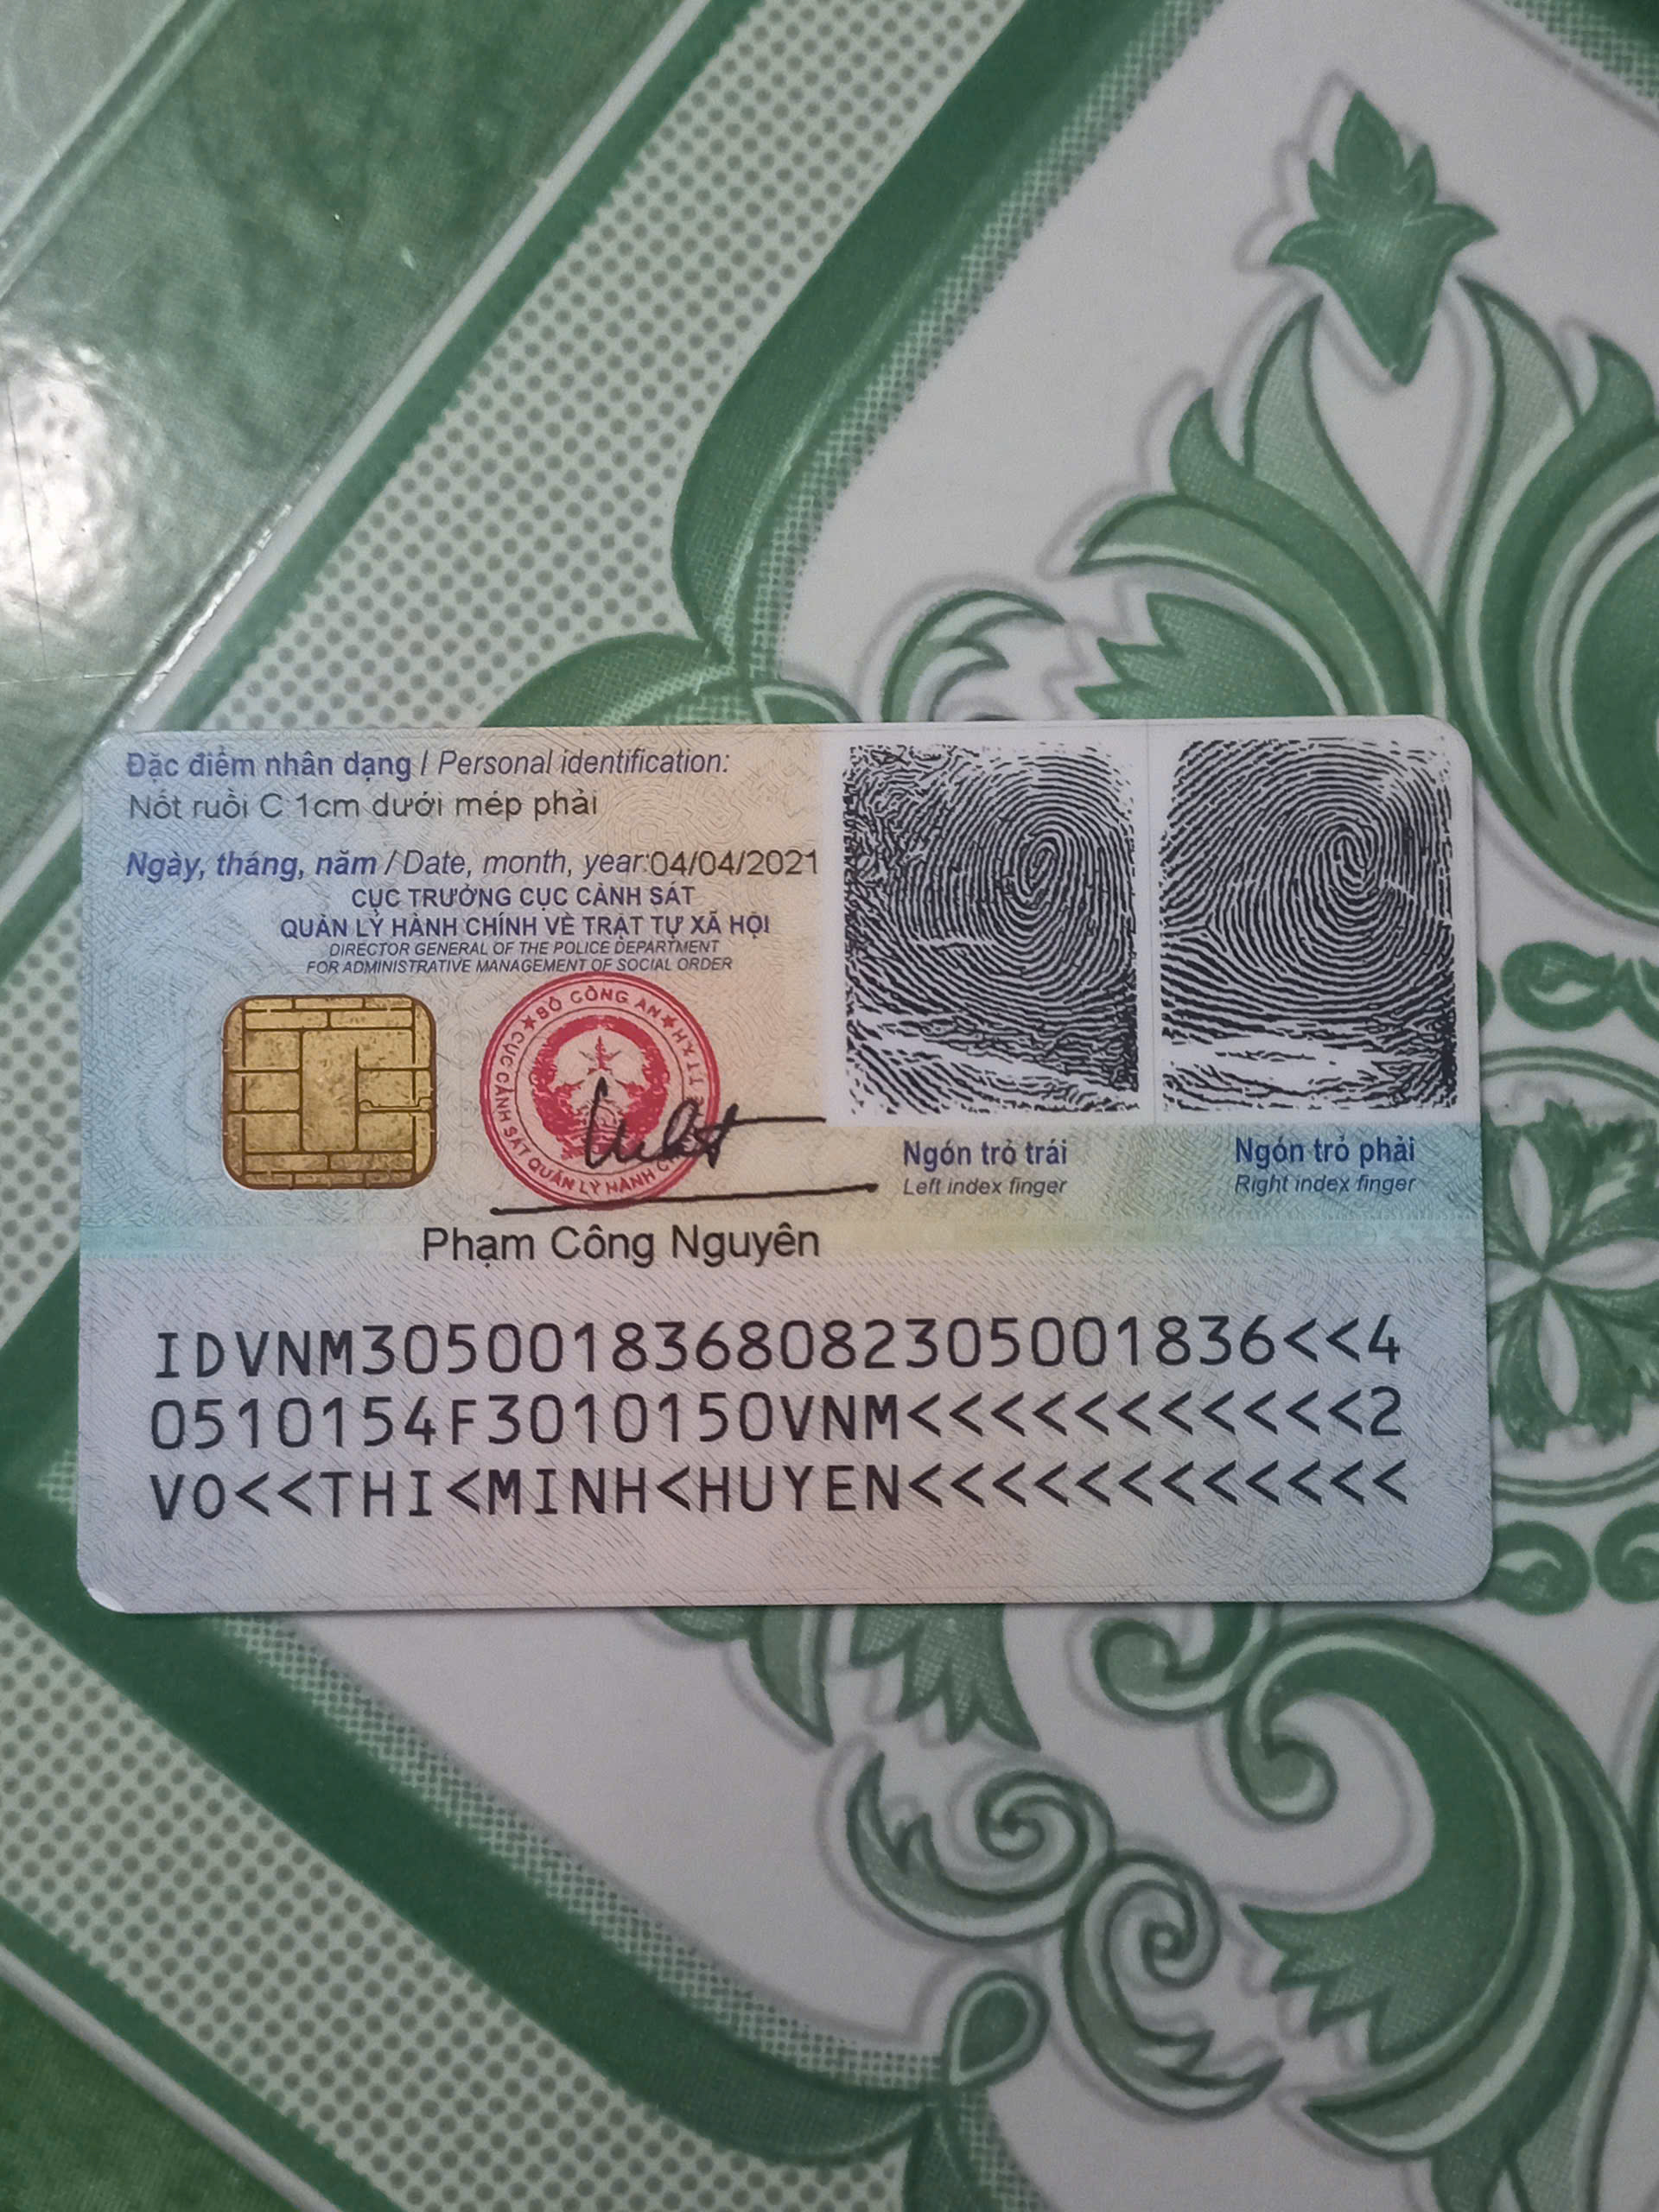 Đặc điểm nhân dạng / Personal identification:
Nốt ruồi C 1cm dưới mép phải
Ngày, tháng, năm / Date, month, year:04/04/2021
CỤC TRƯỞNG CỤC CẢNH SÁT
QUẢN LÝ HÀNH CHÍNH VỀ TRẬT TỰ XÃ HỘI
DIRECTOR GENERAL OF THE POLICE DEPARTMENT
FOR ADMINISTRATIVE MANAGEMENT OF SOCIAL ORDER
BỘ CÔNG AN
CỤC CẢNH SÁT QUẢN LÝ HÀNH
Phạm Công Nguyên
Ngón trỏ trái
Left index finger
Ngón trỏ phải
Right index finger
IDVNM3050018368082305001836<<4
0510154F3010150VNM<<<<<<<<<<<2
VO<<THI<MINH<HUYEN<<<<<<<<<<<<